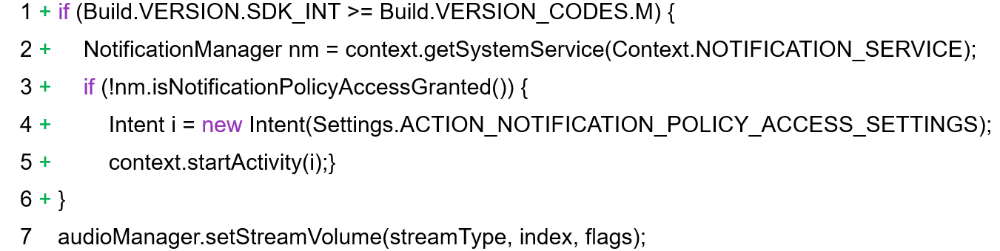 1 + if (Build.VERSION.SDK_INT >= Build.VERSION_CODES.M) {
2 + NotificationManager nm = context.getSystemService(Context.NOTIFICATION_SERVICE);
3 + if (!nm.isNotificationPolicyAccessGranted()) {
4 + Intent i = new Intent(Settings.ACTION_NOTIFICATION_POLICY_ACCESS_SETTINGS);
5 + context.startActivity(i);}
6 + }
7 audioManager.setStreamVolume(streamType, index, flags);